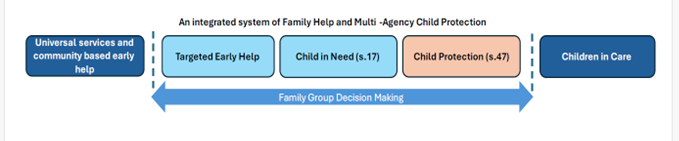 An integrated system of Family Help and Multi -Agency Child Protection
Universal services and
community based early
help
Targeted Early Help
Child in Need (s.17)
Child Protection (s.47)
Children in Care
Family Group Decision Making